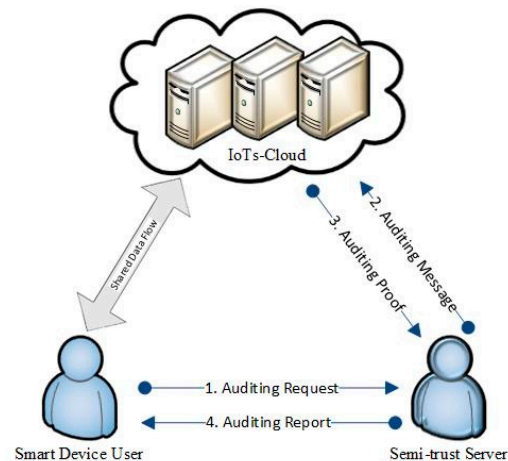 IoTs-Cloud
Shared Data Flow
3. Auditing Proof
2. Auditing Message
1. Auditing Request
4. Auditing Report
Smart Device User
Semi-trust Server